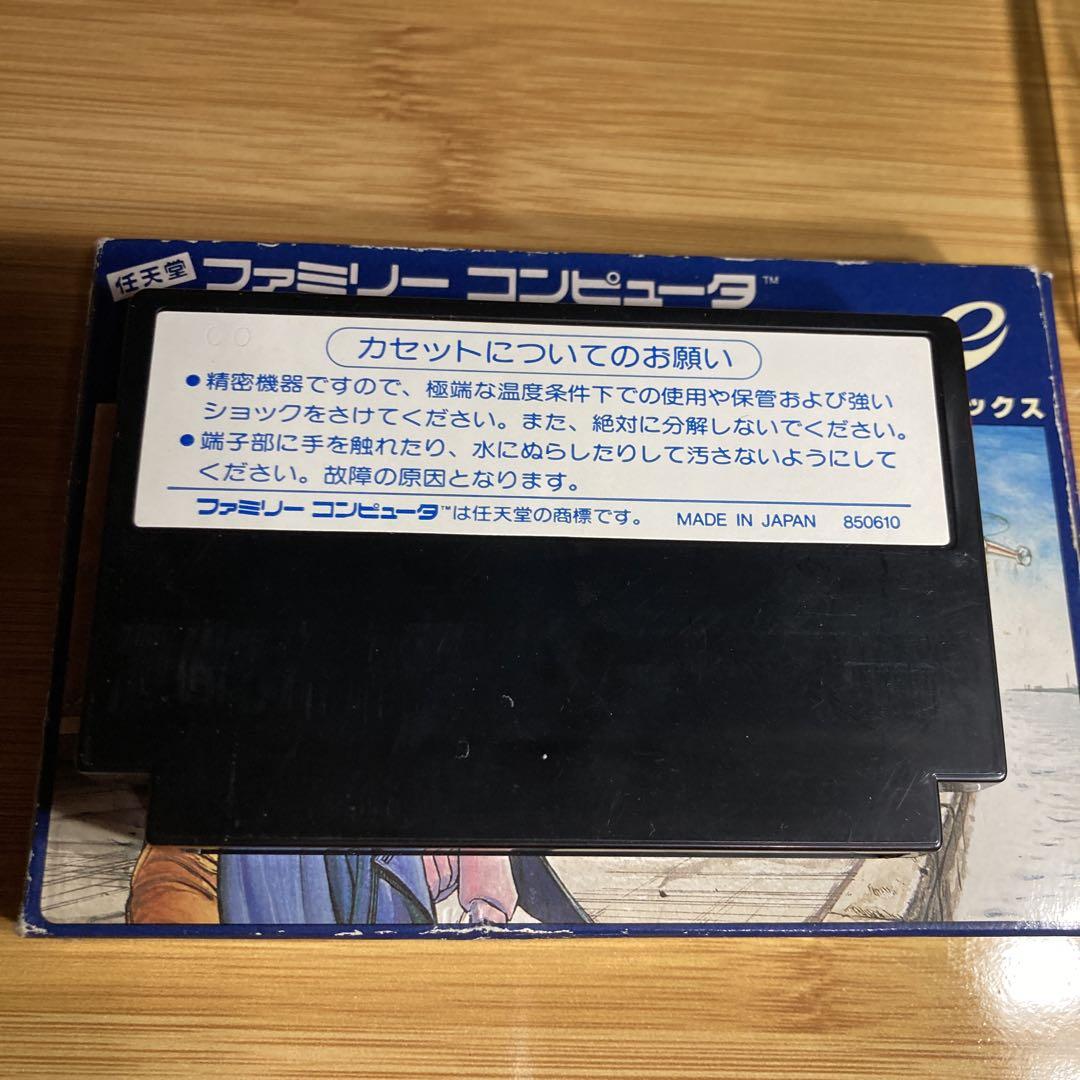 任天堂 ファミリー コンピュータ™
ックス
カセットについてのお願い
●精密機器ですので、極端な温度条件下での使用や保管および強い
ショックをさけてください。また、絶対に分解しないでください。
●端子部に手を触れたり、水にぬらしたりして汚さないようにして
ください。故障の原因となります。
ファミリー コンピュータ™は任天堂の商標です。 MADE IN JAPAN 850610